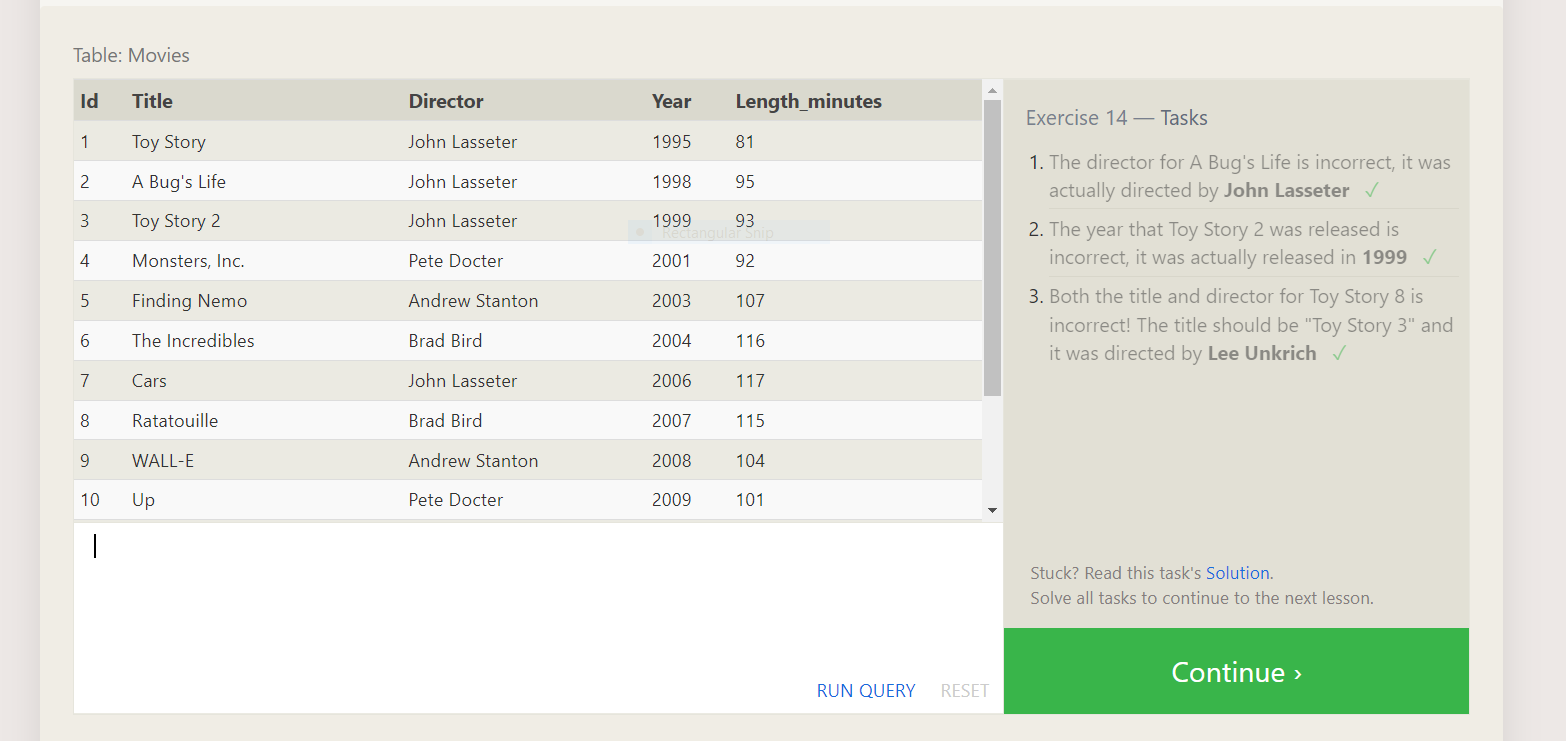 Table: Movies
Id Title Director Year Length_minutes
1 Toy Story John Lasseter 1995 81
2 A Bug's Life John Lasseter 1998 95
3 Toy Story 2 John Lasseter 1999 93
Rectangular Snip
4 Monsters, Inc. Pete Docter 2001 92
5 Finding Nemo Andrew Stanton 2003 107
6 The Incredibles Brad Bird 2004 116
7 Cars John Lasseter 2006 117
8 Ratatouille Brad Bird 2007 115
9 WALL-E Andrew Stanton 2008 104
10 Up Pete Docter 2009 101
RUN QUERY RESET
Exercise 14 — Tasks
1. The director for A Bug's Life is incorrect, it was
actually directed by John Lasseter ✓
2. The year that Toy Story 2 was released is
incorrect, it was actually released in 1999 ✓
3. Both the title and director for Toy Story 8 is
incorrect! The title should be "Toy Story 3" and
it was directed by Lee Unkrich ✓
Stuck? Read this task's Solution.
Solve all tasks to continue to the next lesson.
Continue ›